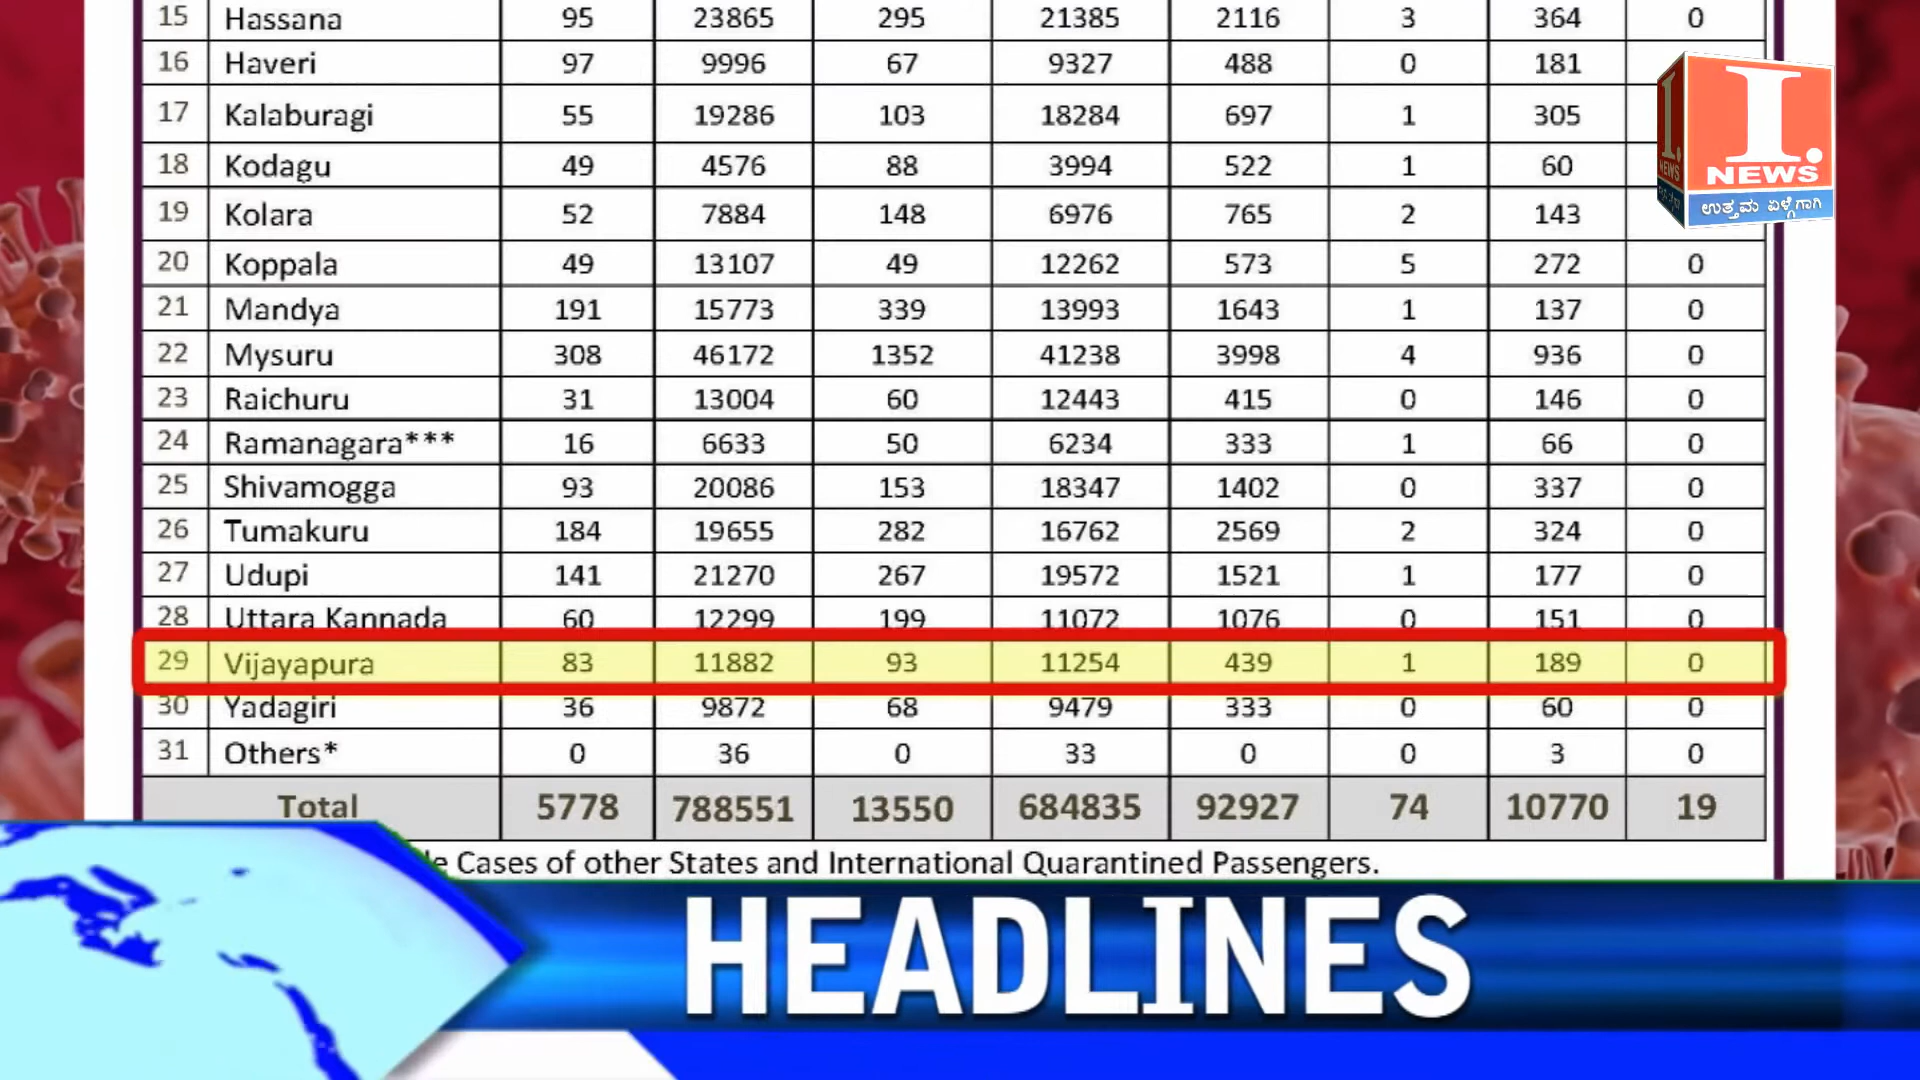 15 Hassana 95 23865 295 21385 2116 3 364 0
16 Haveri 97 9996 67 9327 488 0 181
17 Kalaburagi 55 19286 103 18284 697 1 305
18 Kodagu 49 4576 88 3994 522 1 60
19 Kolara 52 7884 148 6976 765 2 143
20 Koppala 49 13107 49 12262 573 5 272 0
21 Mandya 191 15773 339 13993 1643 1 137 0
22 Mysuru 308 46172 1352 41238 3998 4 936 0
23 Raichuru 31 13004 60 12443 415 0 146 0
24 Ramanagara*** 16 6633 50 6234 333 1 66 0
25 Shivamogga 93 20086 153 18347 1402 0 337 0
26 Tumakuru 184 19655 282 16762 2569 2 324 0
27 Udupi 141 21270 267 19572 1521 1 177 0
28 Uttara Kannada 60 12299 199 11072 1076 0 151 0
29 Vijayapura 83 11882 93 11254 439 1 189 0
30 Yadagiri 36 9872 68 9479 333 0 60 0
31 Others* 0 36 0 33 0 0 3 0
Total 5778 788551 13550 684835 92927 74 10770 19
Cases of other States and International Quarantined Passengers.
I.
NEWS
ಉತ್ತಮ ಏಳ್ಗೆಗಾಗಿ
I.
NEWS
HEADLINES